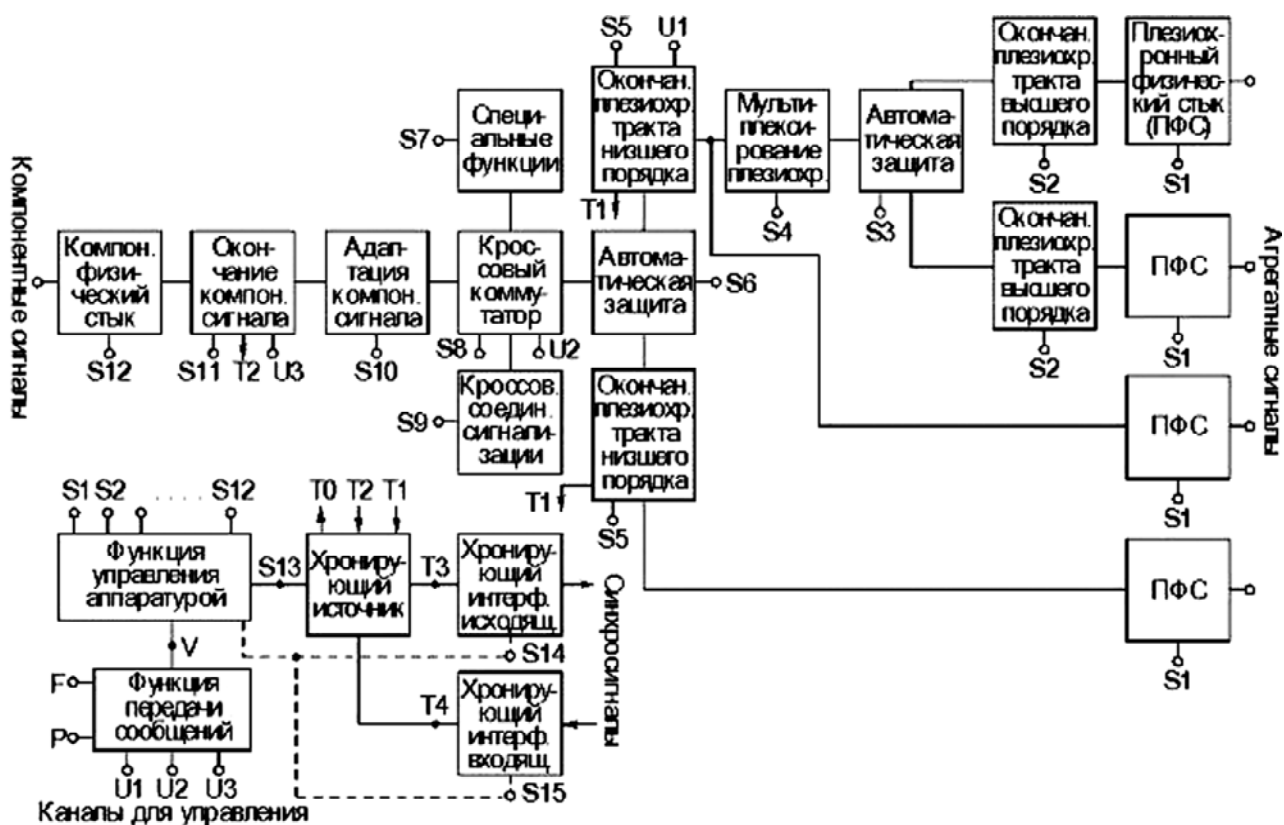 S5
U1
Окончан.
плезиохр.
тракта
низшего
порядка
T1
Специ-
альные
функции
S7
Мульти-
плексі-
рование
плезиохр.
S4
Автома-
тическая
защита
S3
Окончан.
плезиохр.
тракта
высшего
порядка
S2
Плезиох-
ронный
физичес-
кий стык
(ПФС)
S1
Компонентные сигналы
Компон.
физи-
ческий
стык
S12
Окон-
чание
компон.
сигнала
S11
T2
U3
Адап-
тация
компон.
сигнала
S10
Крос-
совый
комму-
татор
S8
U2
Автома-
тическая
защита
S6
Окончан.
плезиохр.
тракта
высшего
порядка
S2
ПФС
S1
Агрегатные сигналы
Кроссов.
соедин.
сигнали-
зации
S9
Окончан.
плезиохр.
тракта
низшего
порядка
T1
S5
ПФС
S1
ПФС
S1
S1
S2
. . . . .
S12
Функция
управления
аппаратурой
S13
T0
T2
T1
Хрониру-
ющий
источник
T3
Хрониру-
ющий
интерф.
исходящ.
S14
Синхросигналы
V
F
P
Функция
передачи
сообщений
U1
U2
U3
Каналы для управления
T4
Хрониру-
ющий
интерф.
входящ.
S15